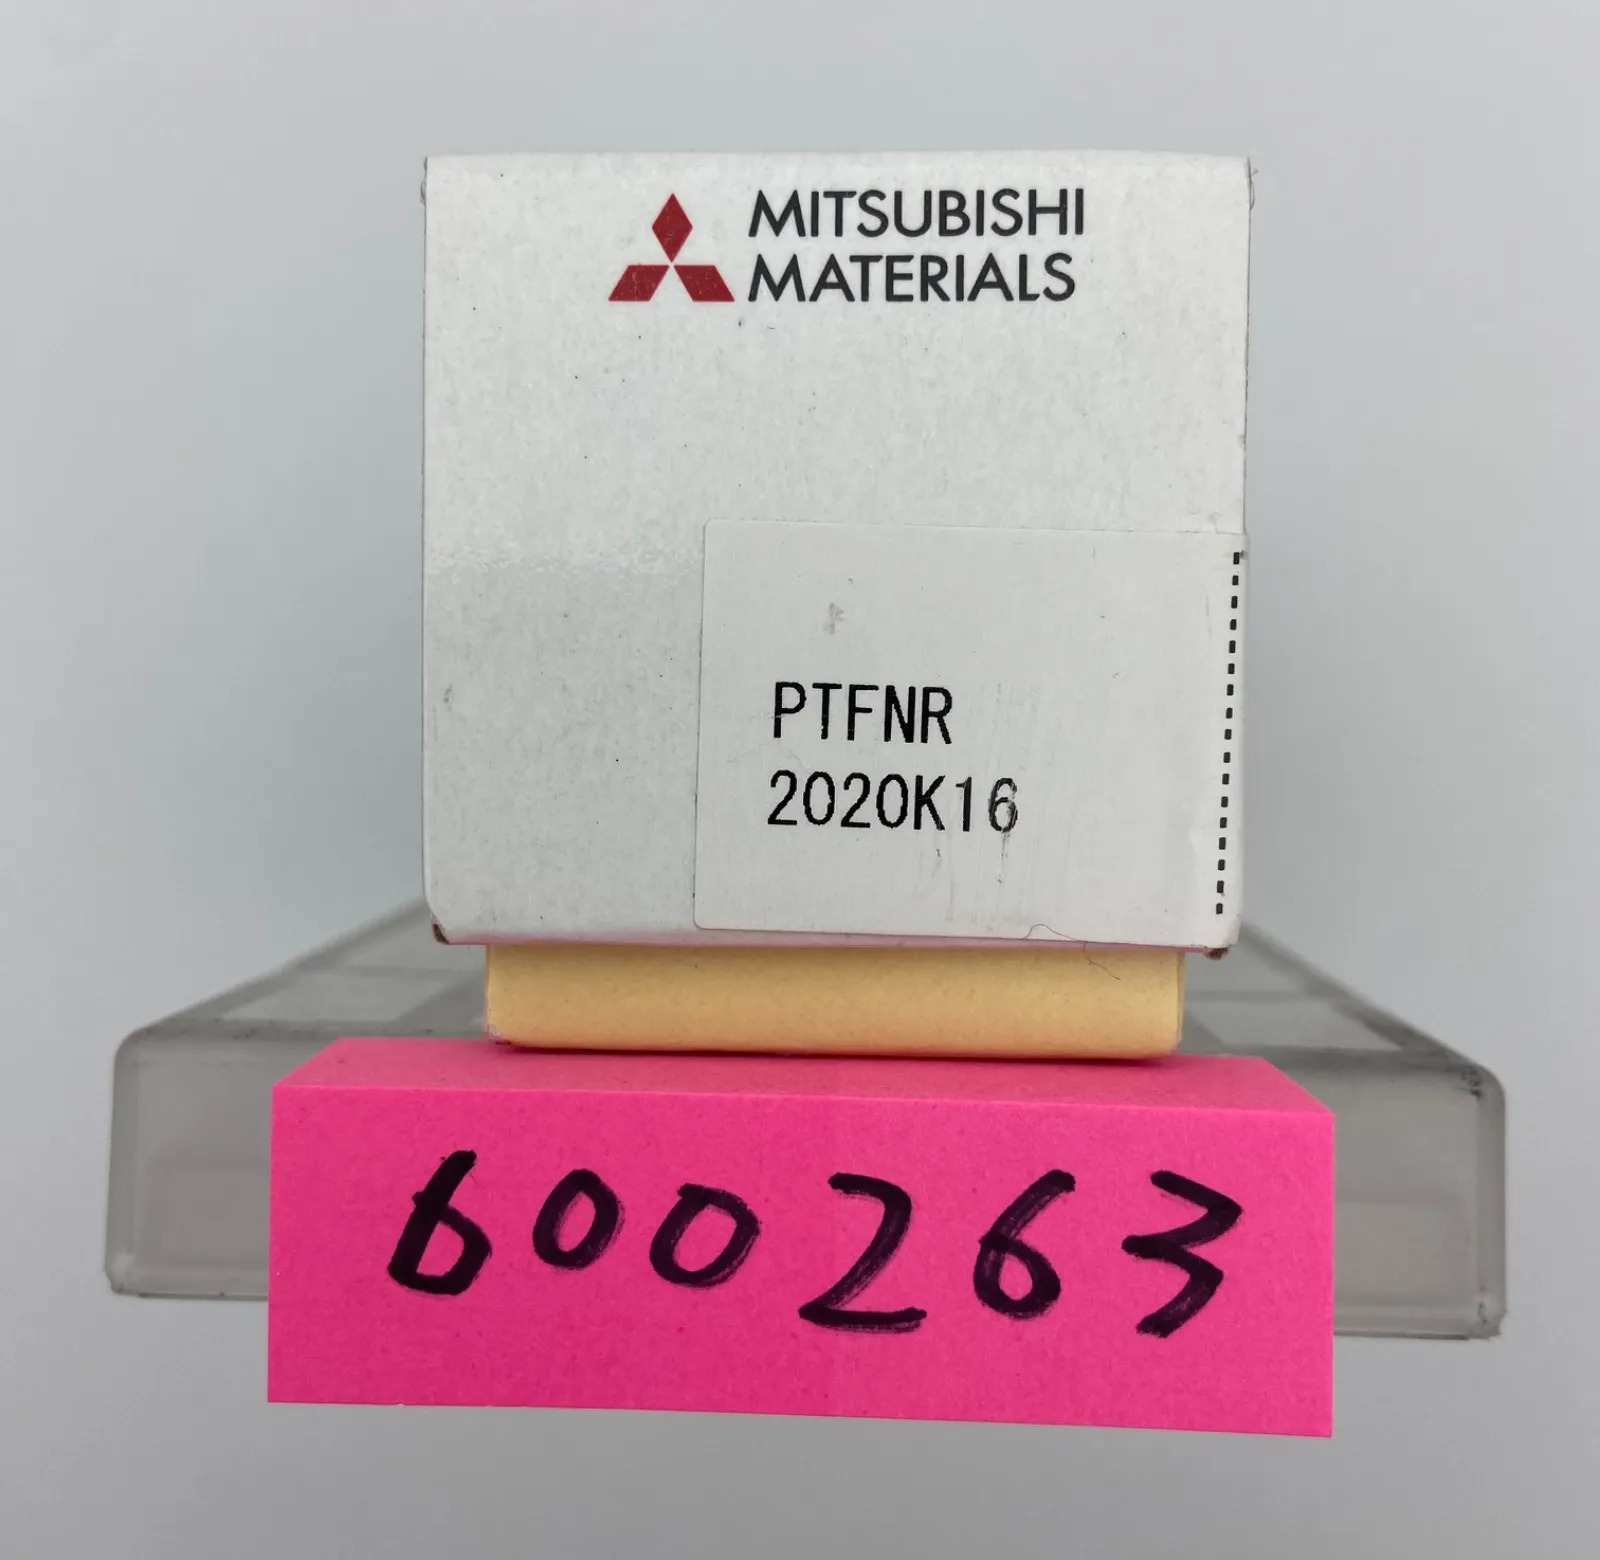 MITSUBISHI
MATERIALS
PTFNR
2020K16
600263